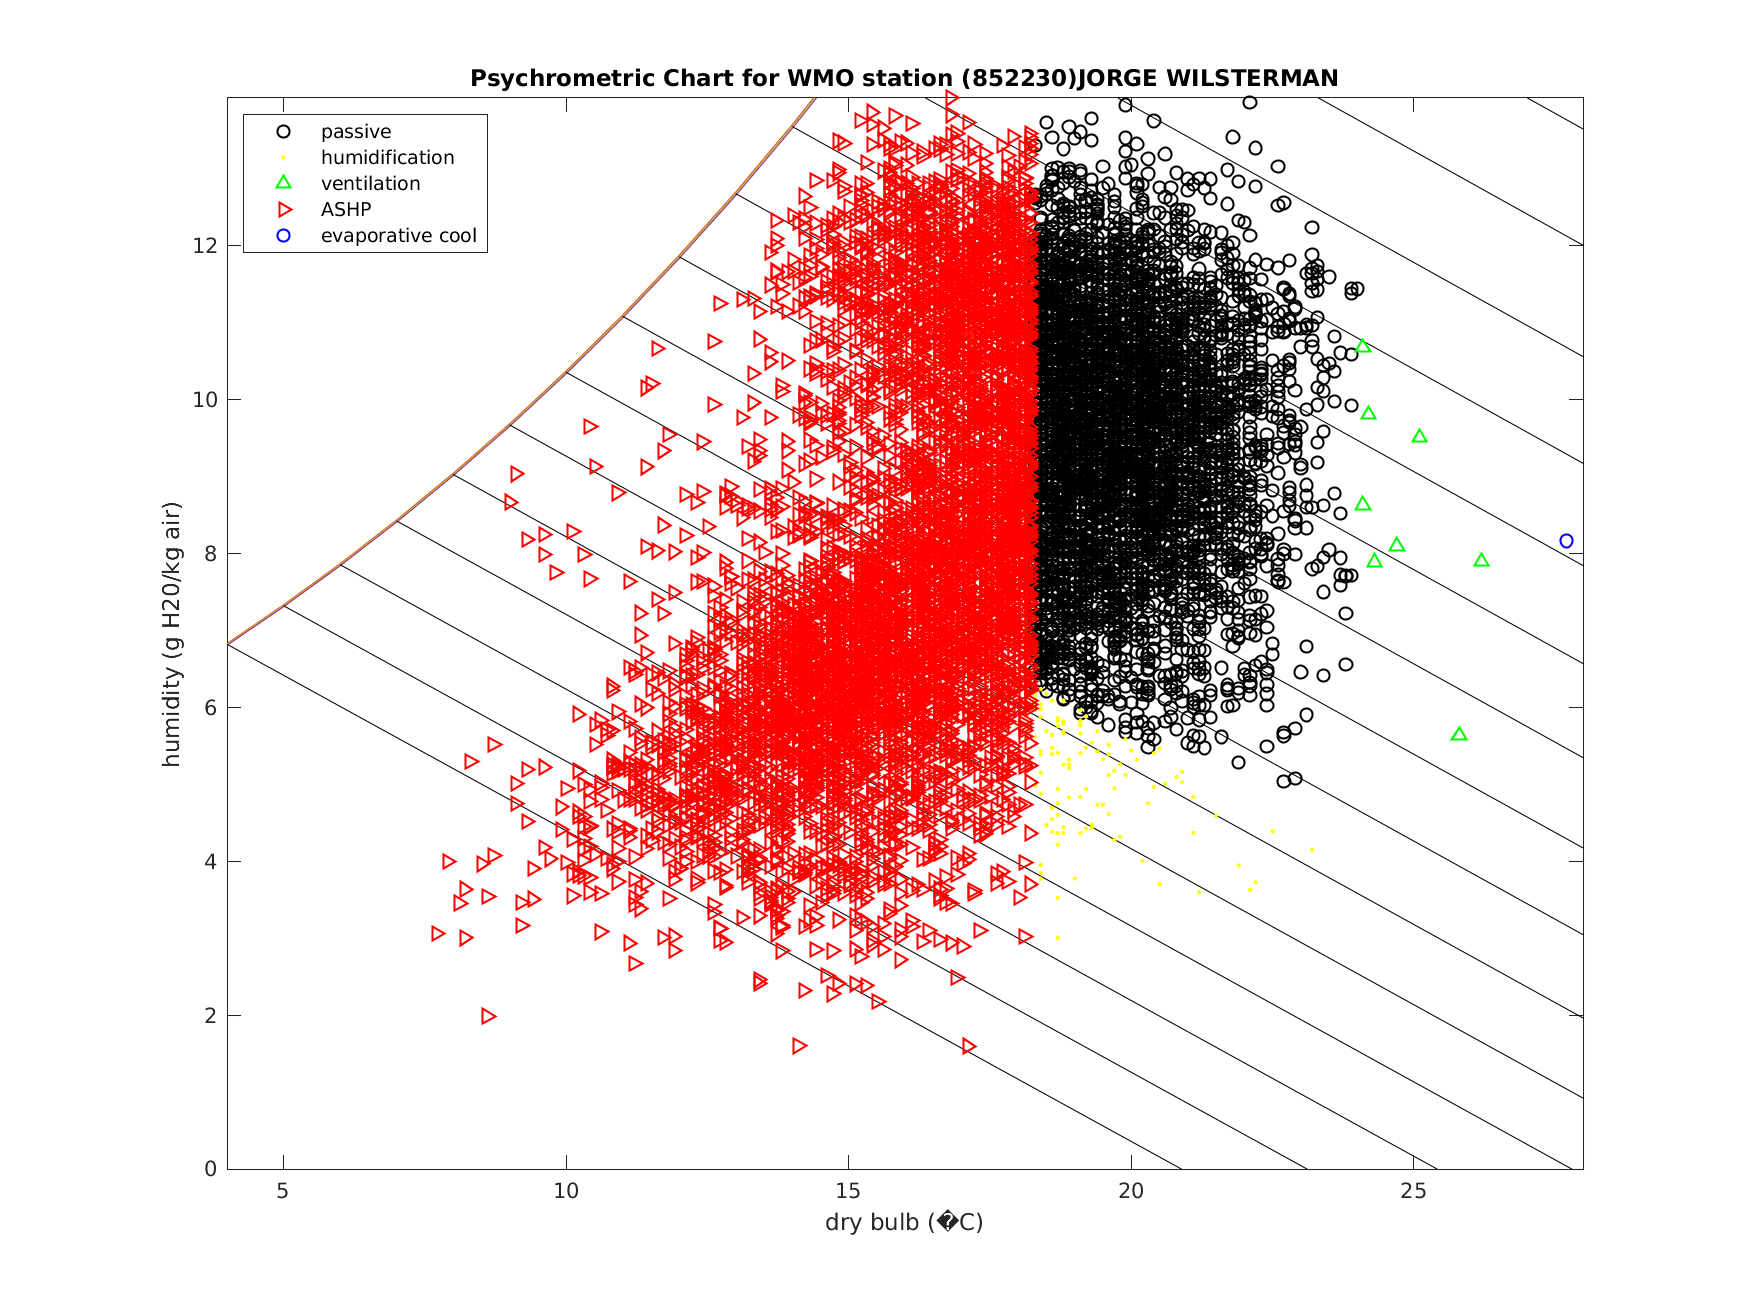 Psychrometric Chart for WMO station (852230)JORGE WILSTERMAN
passive
humidification
ventilation
ASHP
evaporative cool
humidity (g H20/kg air)
12
10
8
6
4
2
0
5 10 15 20 25
dry bulb (�C)